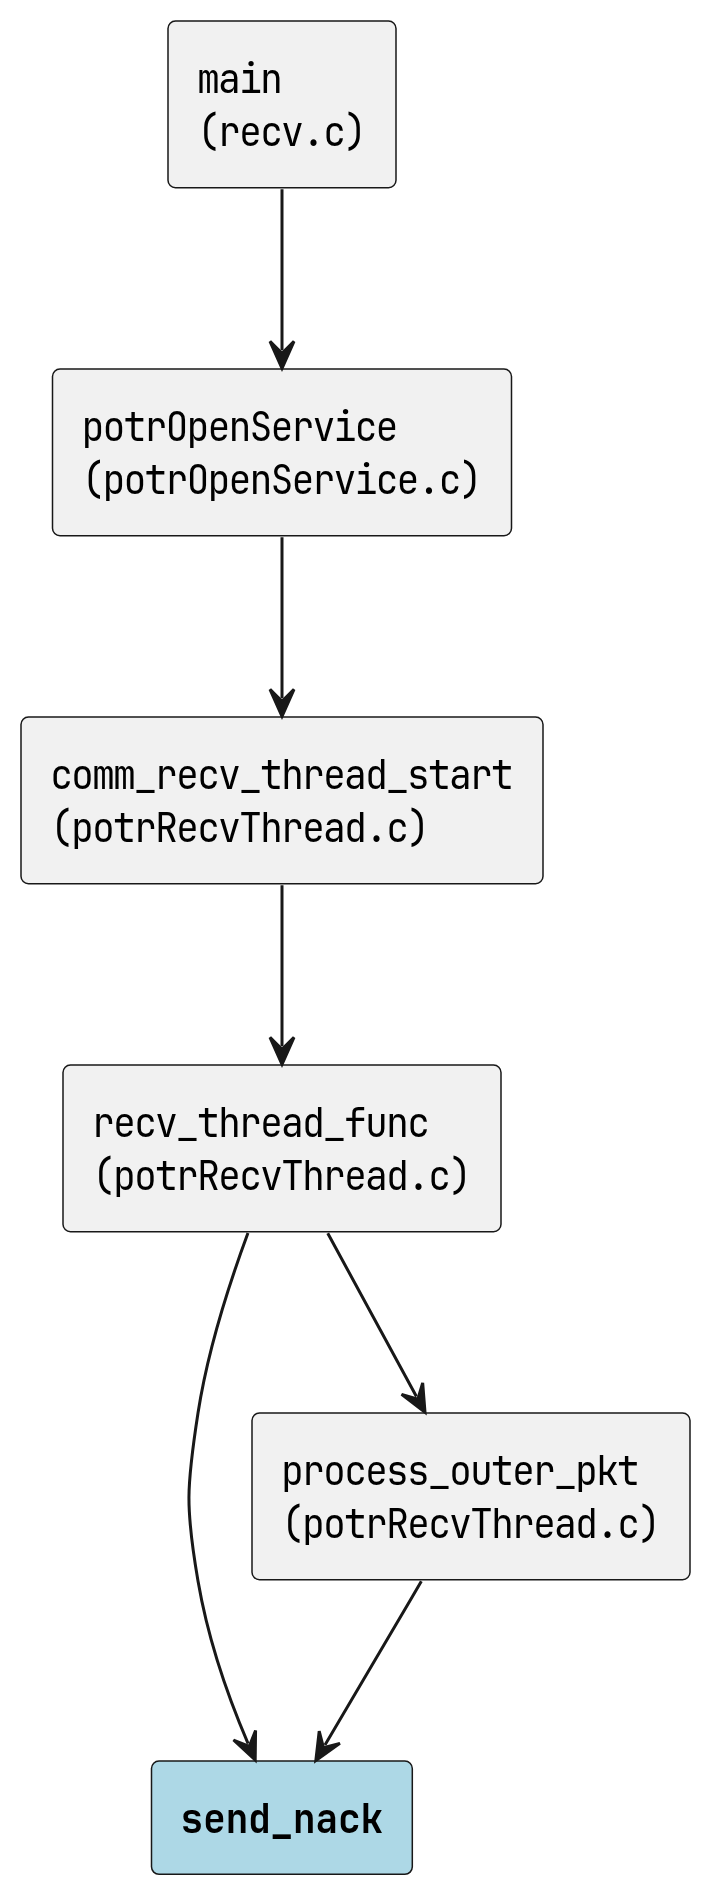 main
(recv.c)
potrOpenService
(potrOpenService.c)
comm_recv_thread_start
(potrRecvThread.c)
recv_thread_func
(potrRecvThread.c)
process_outer_pkt
(potrRecvThread.c)
send_nack